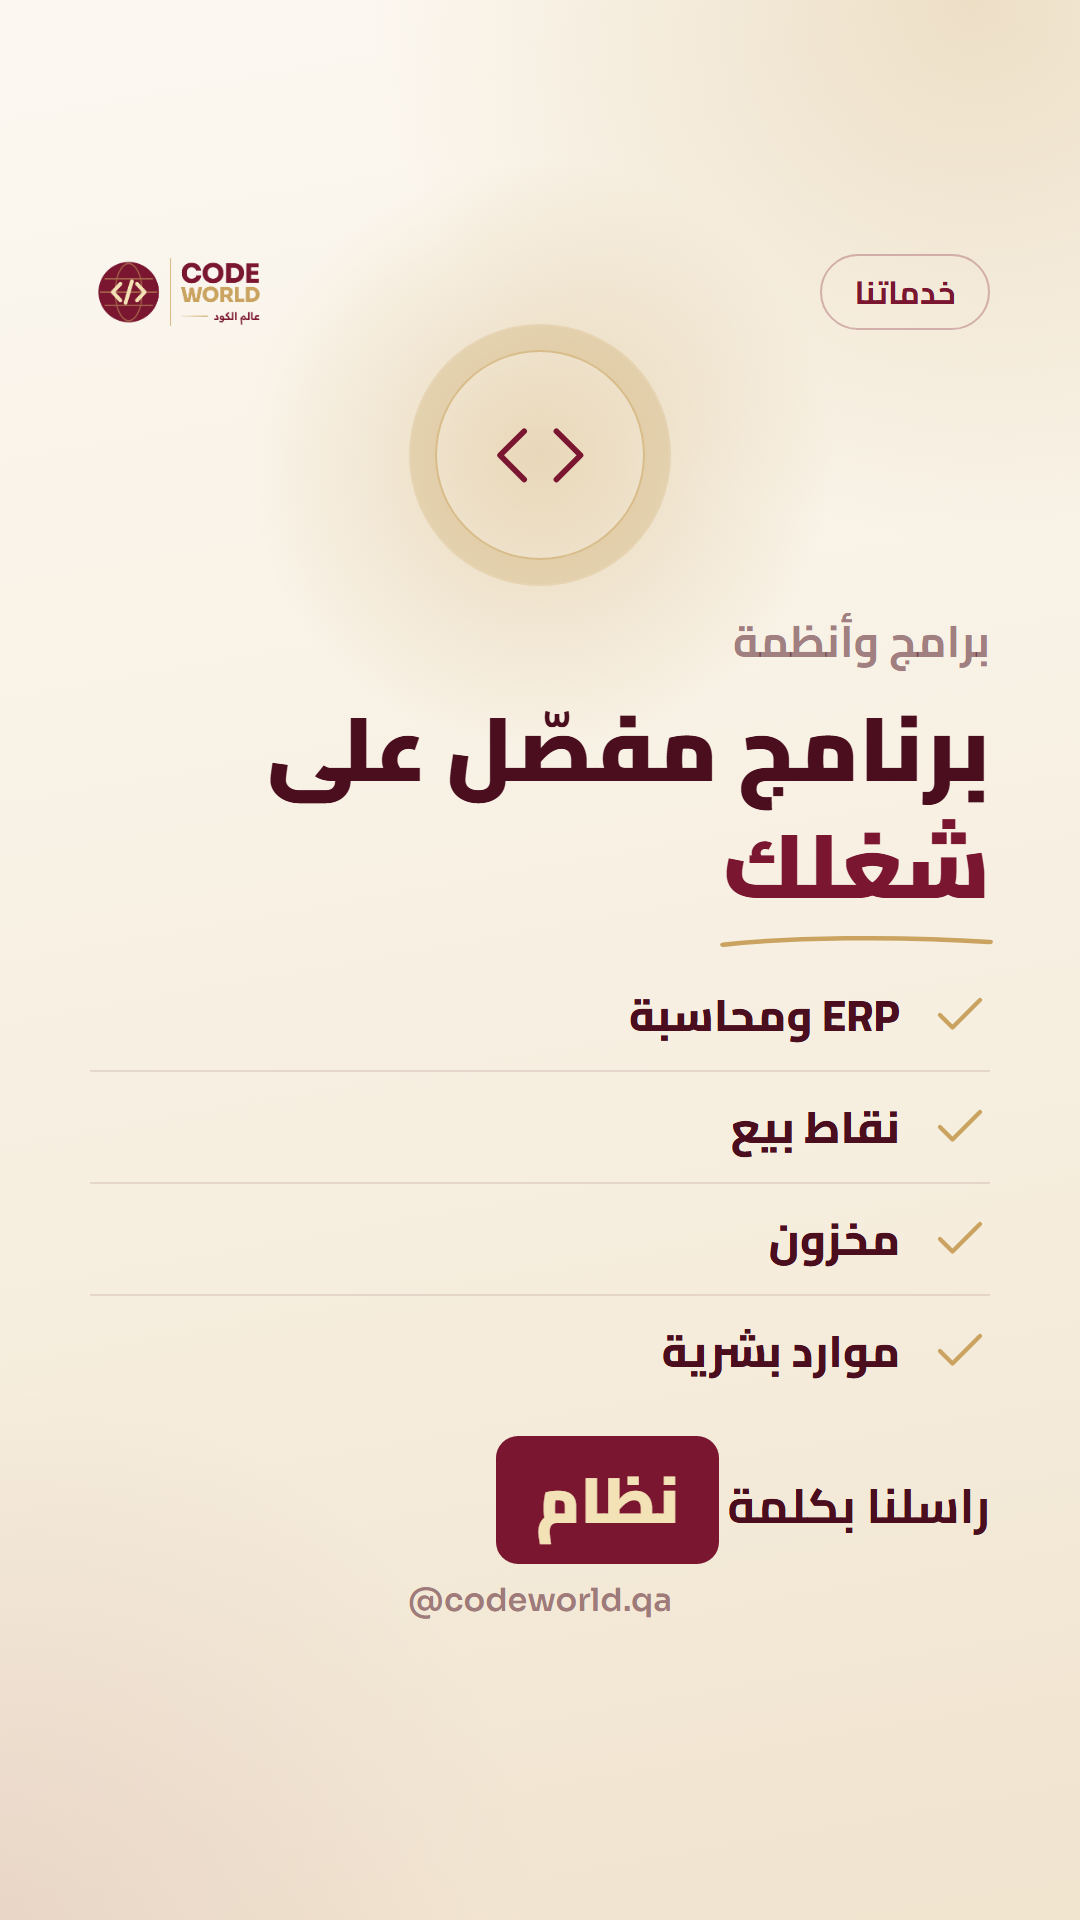 خدماتنا
CODE
WORLD
عالم الكود
برامج وأنظمة
برنامج مفصّل على
شغلك
ERP ومحاسبة
نقاط بيع
مخزون
موارد بشرية
راسلنا بكلمة نظام
@codeworld.qa